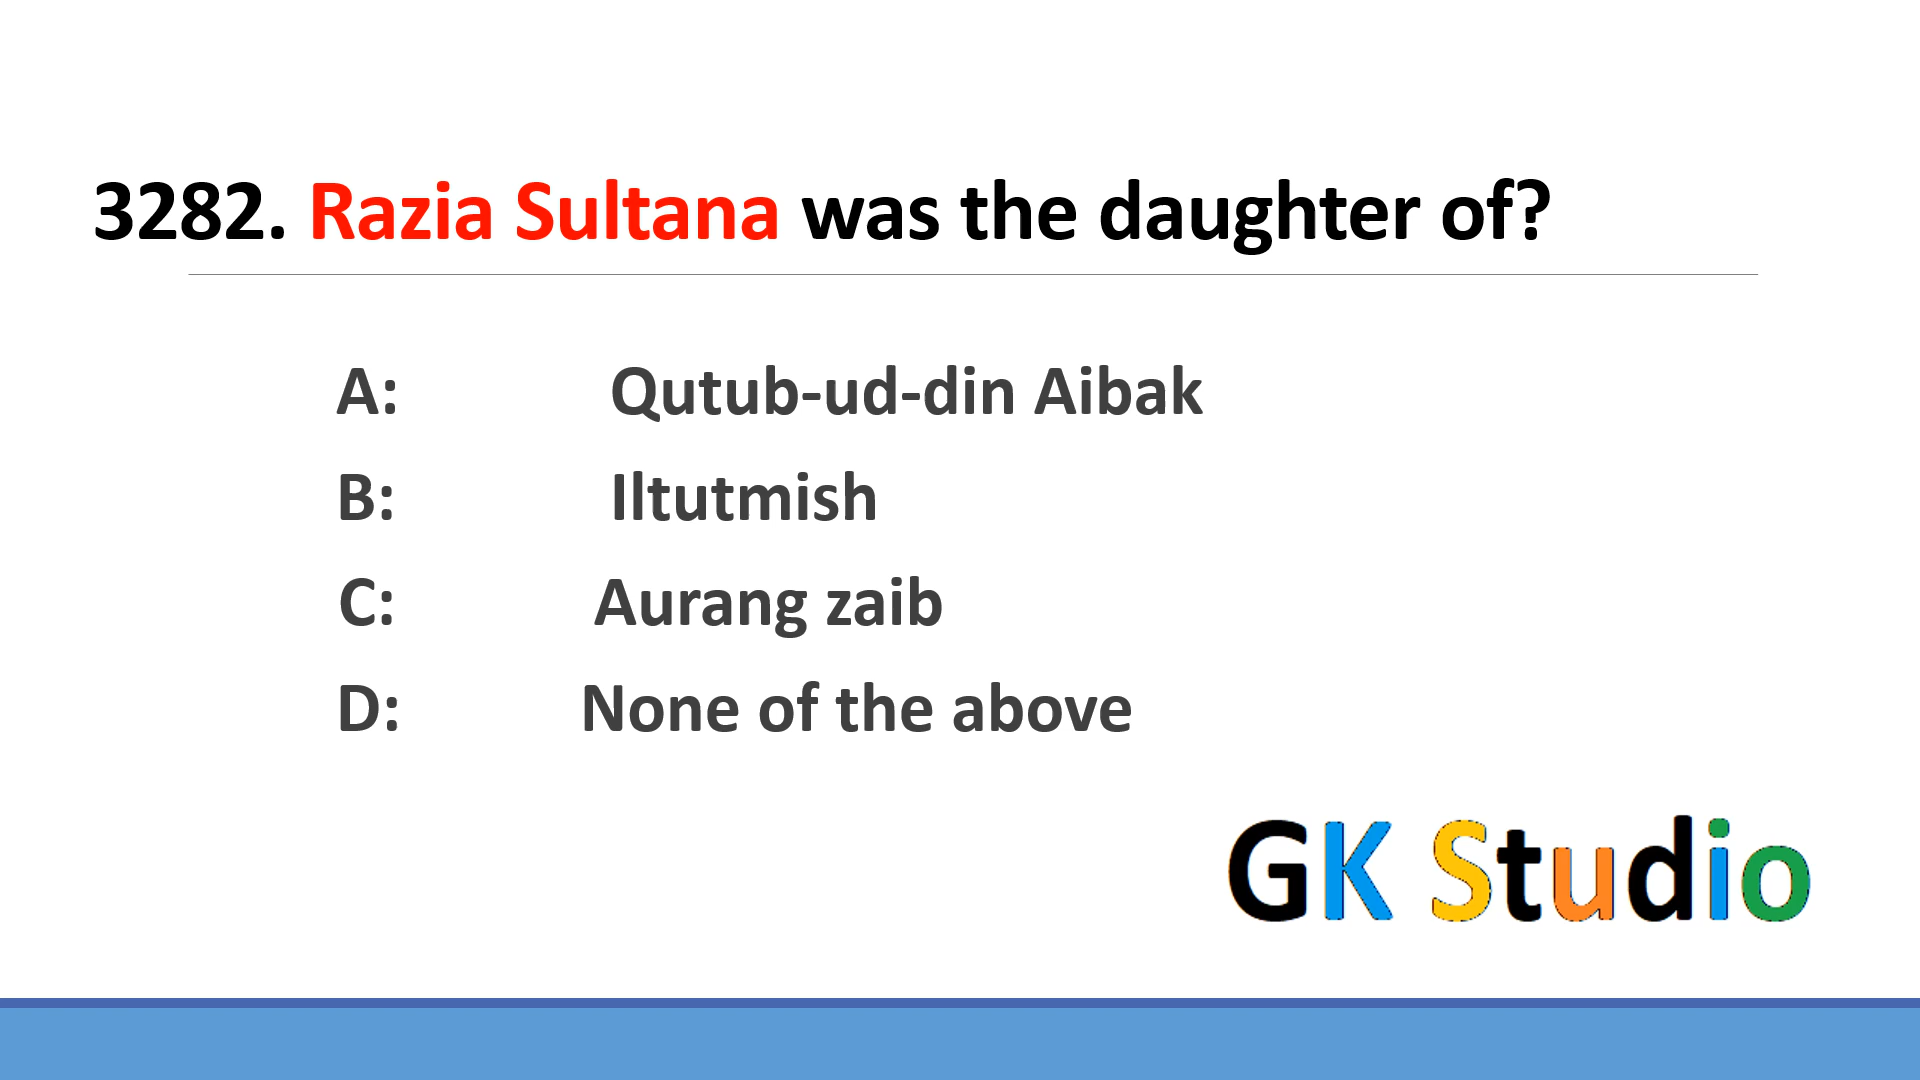 3282. Razia Sultana was the daughter of?
A: Qutub-ud-din Aibak
B: Iltutmish
C: Aurang zaib
D: None of the above
GK Studio